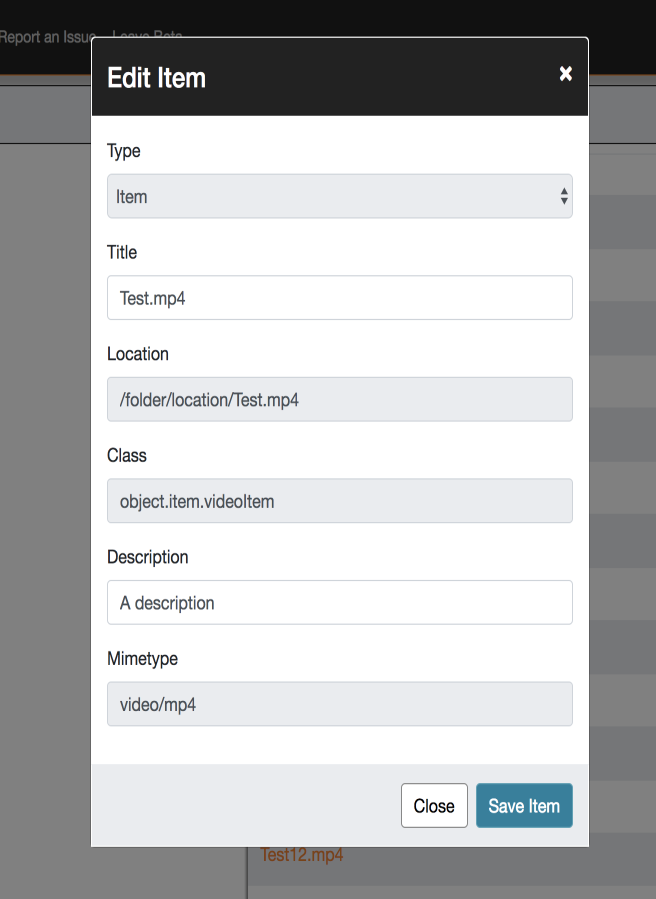 Report an Issue Leave Beta
Edit Item
×
Type
Item
Title
Test.mp4
Location
/folder/location/Test.mp4
Class
object.item.videoItem
Description
A description
Mimetype
video/mp4
Close Save Item
Test12.mp4